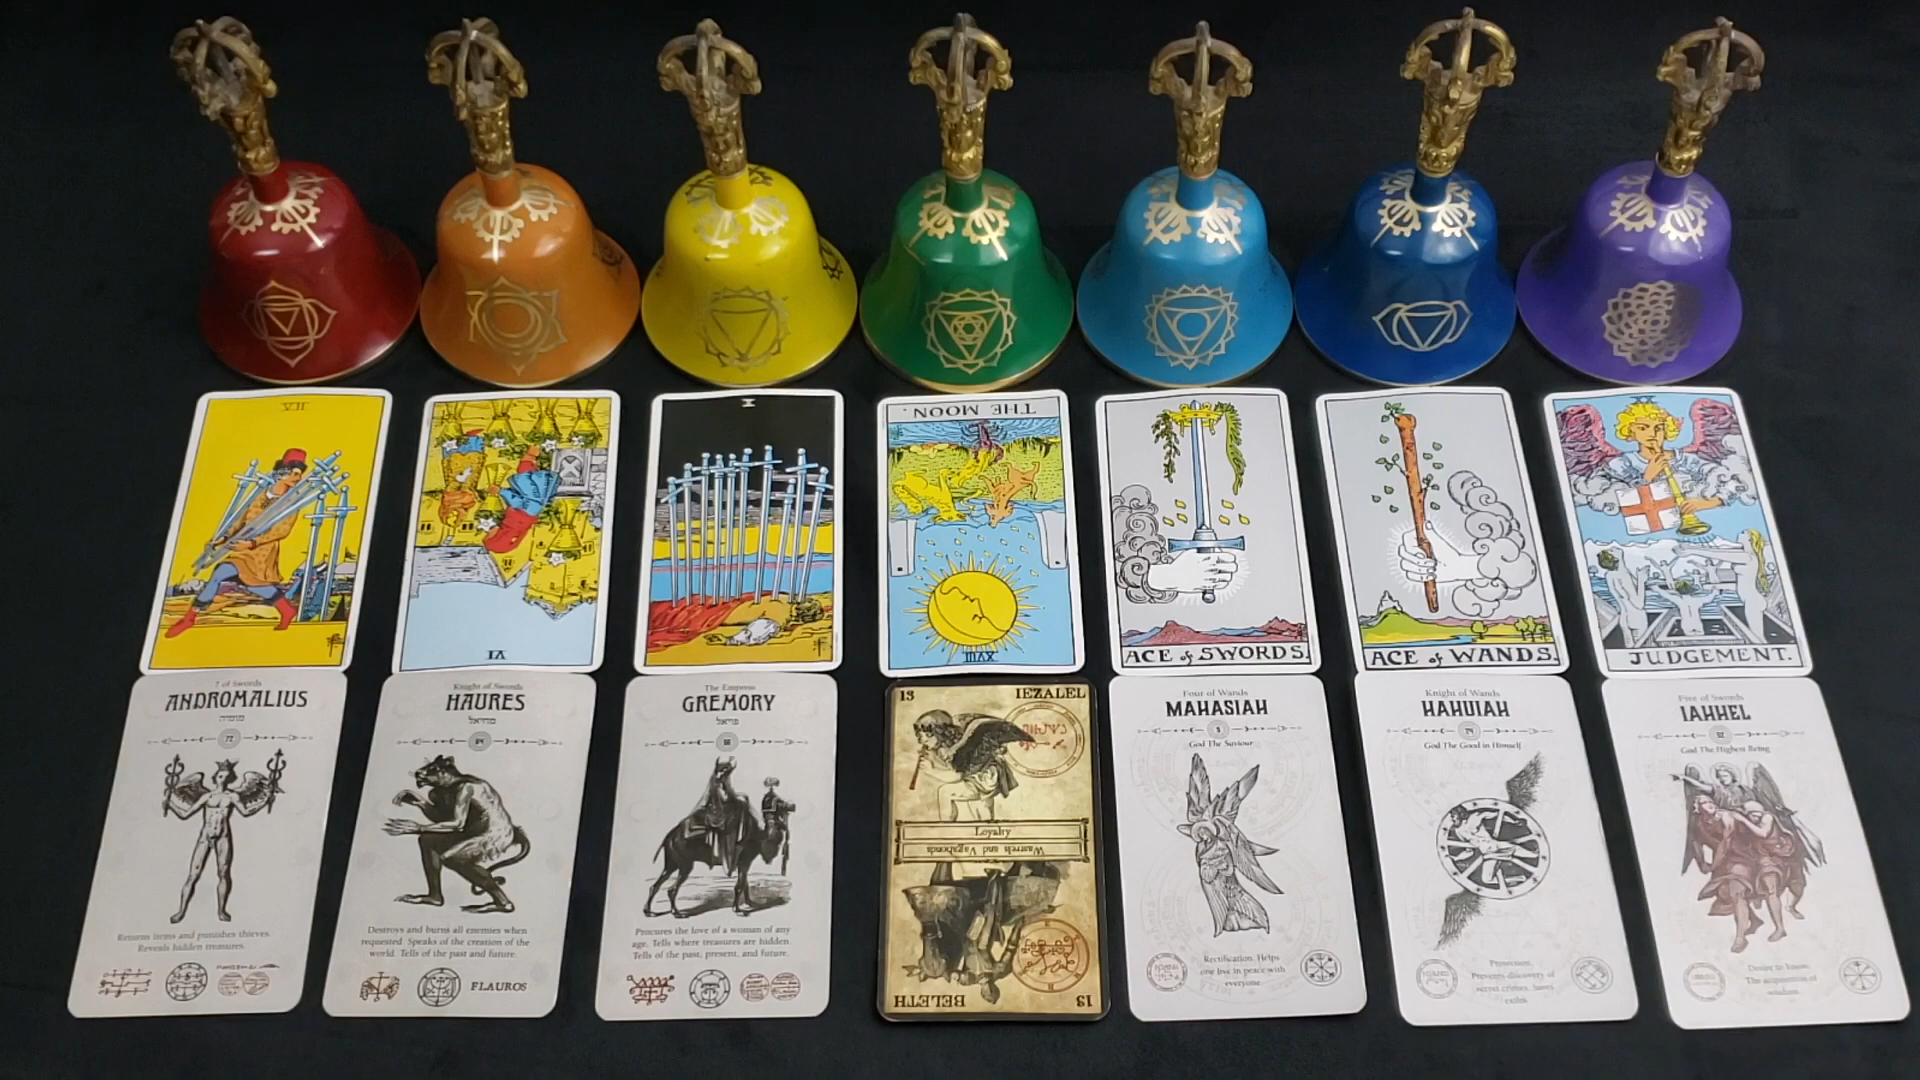 VII
VI
X
THE MOON.
XVIII
ACE of SWORDS.
ACE of WANDS.
XX
JUDGEMENT.
7 of Swords
ANDROMALIUS
72
Returns items and punishes thieves.
Reveals hidden treasures.
Knight of Swords
HAURES
64
Destroys and burns all enemies when
requested. Speaks of the creation of the
world. Tells of the past and future.
FLAUROS
The Empress
GREMORY
56
Procures the love of a woman of any
age. Tells where treasures are hidden.
Tells of the past, present, and future.
13
IEZALEL
Loyalty
Wastrels and Vagabonds
BELETH
13
Four of Wands
MAHASIAH
5
God The Saviour
Rectification. Helps
one live in peace with
everyone
Knight of Wands
HAHUIAH
God The Good in Himself
Protection.
Prevents discovery of
secret crimes. Saves
exiles
Five of Swords
IAHHEL
God The Highest Being
Desire to know.
The acquisition of
wisdom